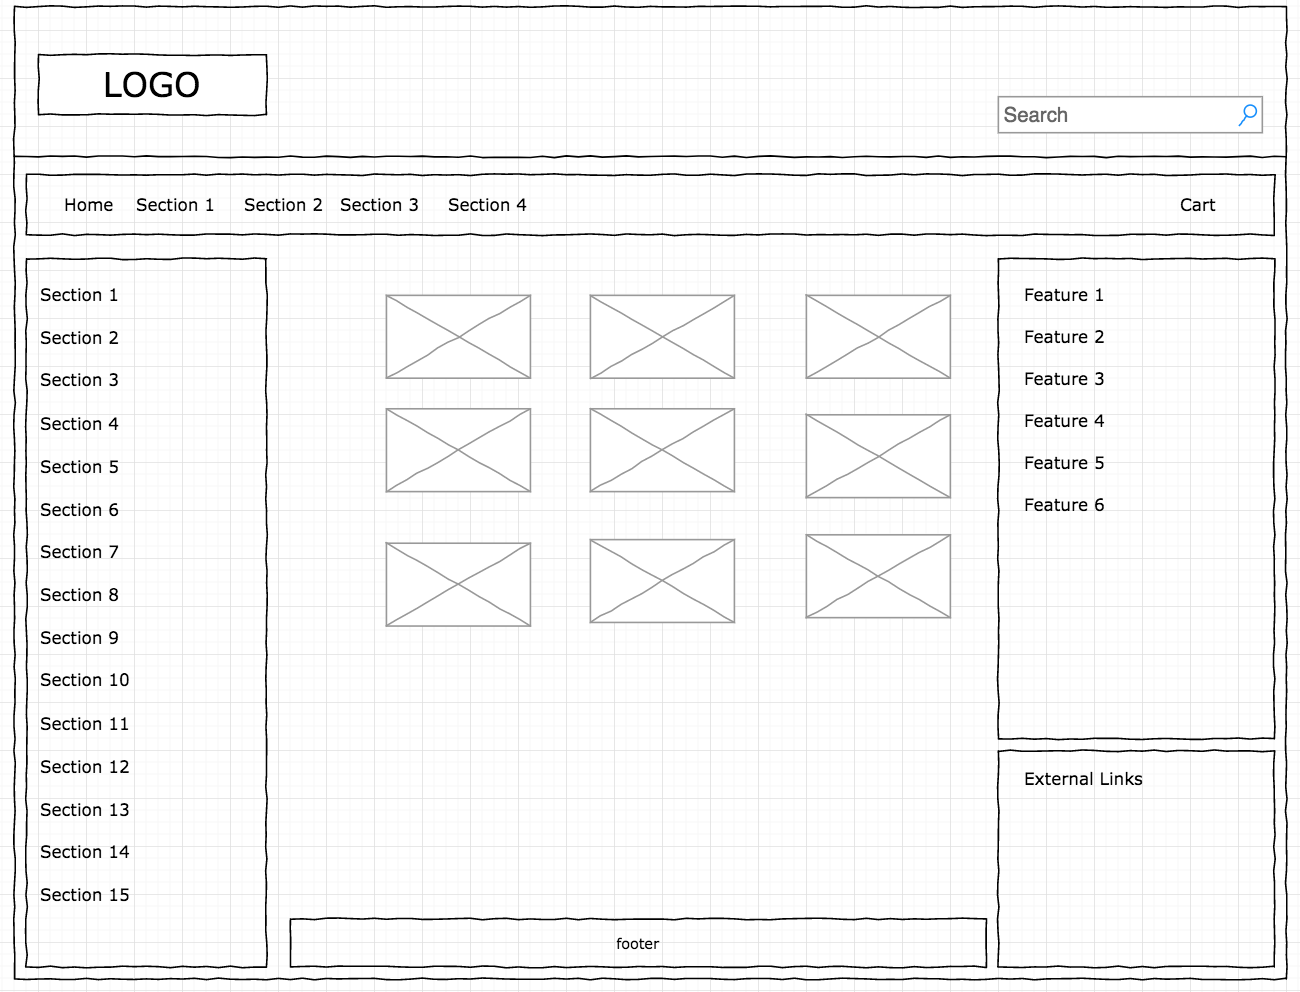 LOGO
Search
Home Section 1 Section 2 Section 3 Section 4 Cart
Section 1
Section 2
Section 3
Section 4
Section 5
Section 6
Section 7
Section 8
Section 9
Section 10
Section 11
Section 12
Section 13
Section 14
Section 15
Feature 1
Feature 2
Feature 3
Feature 4
Feature 5
Feature 6
External Links
footer